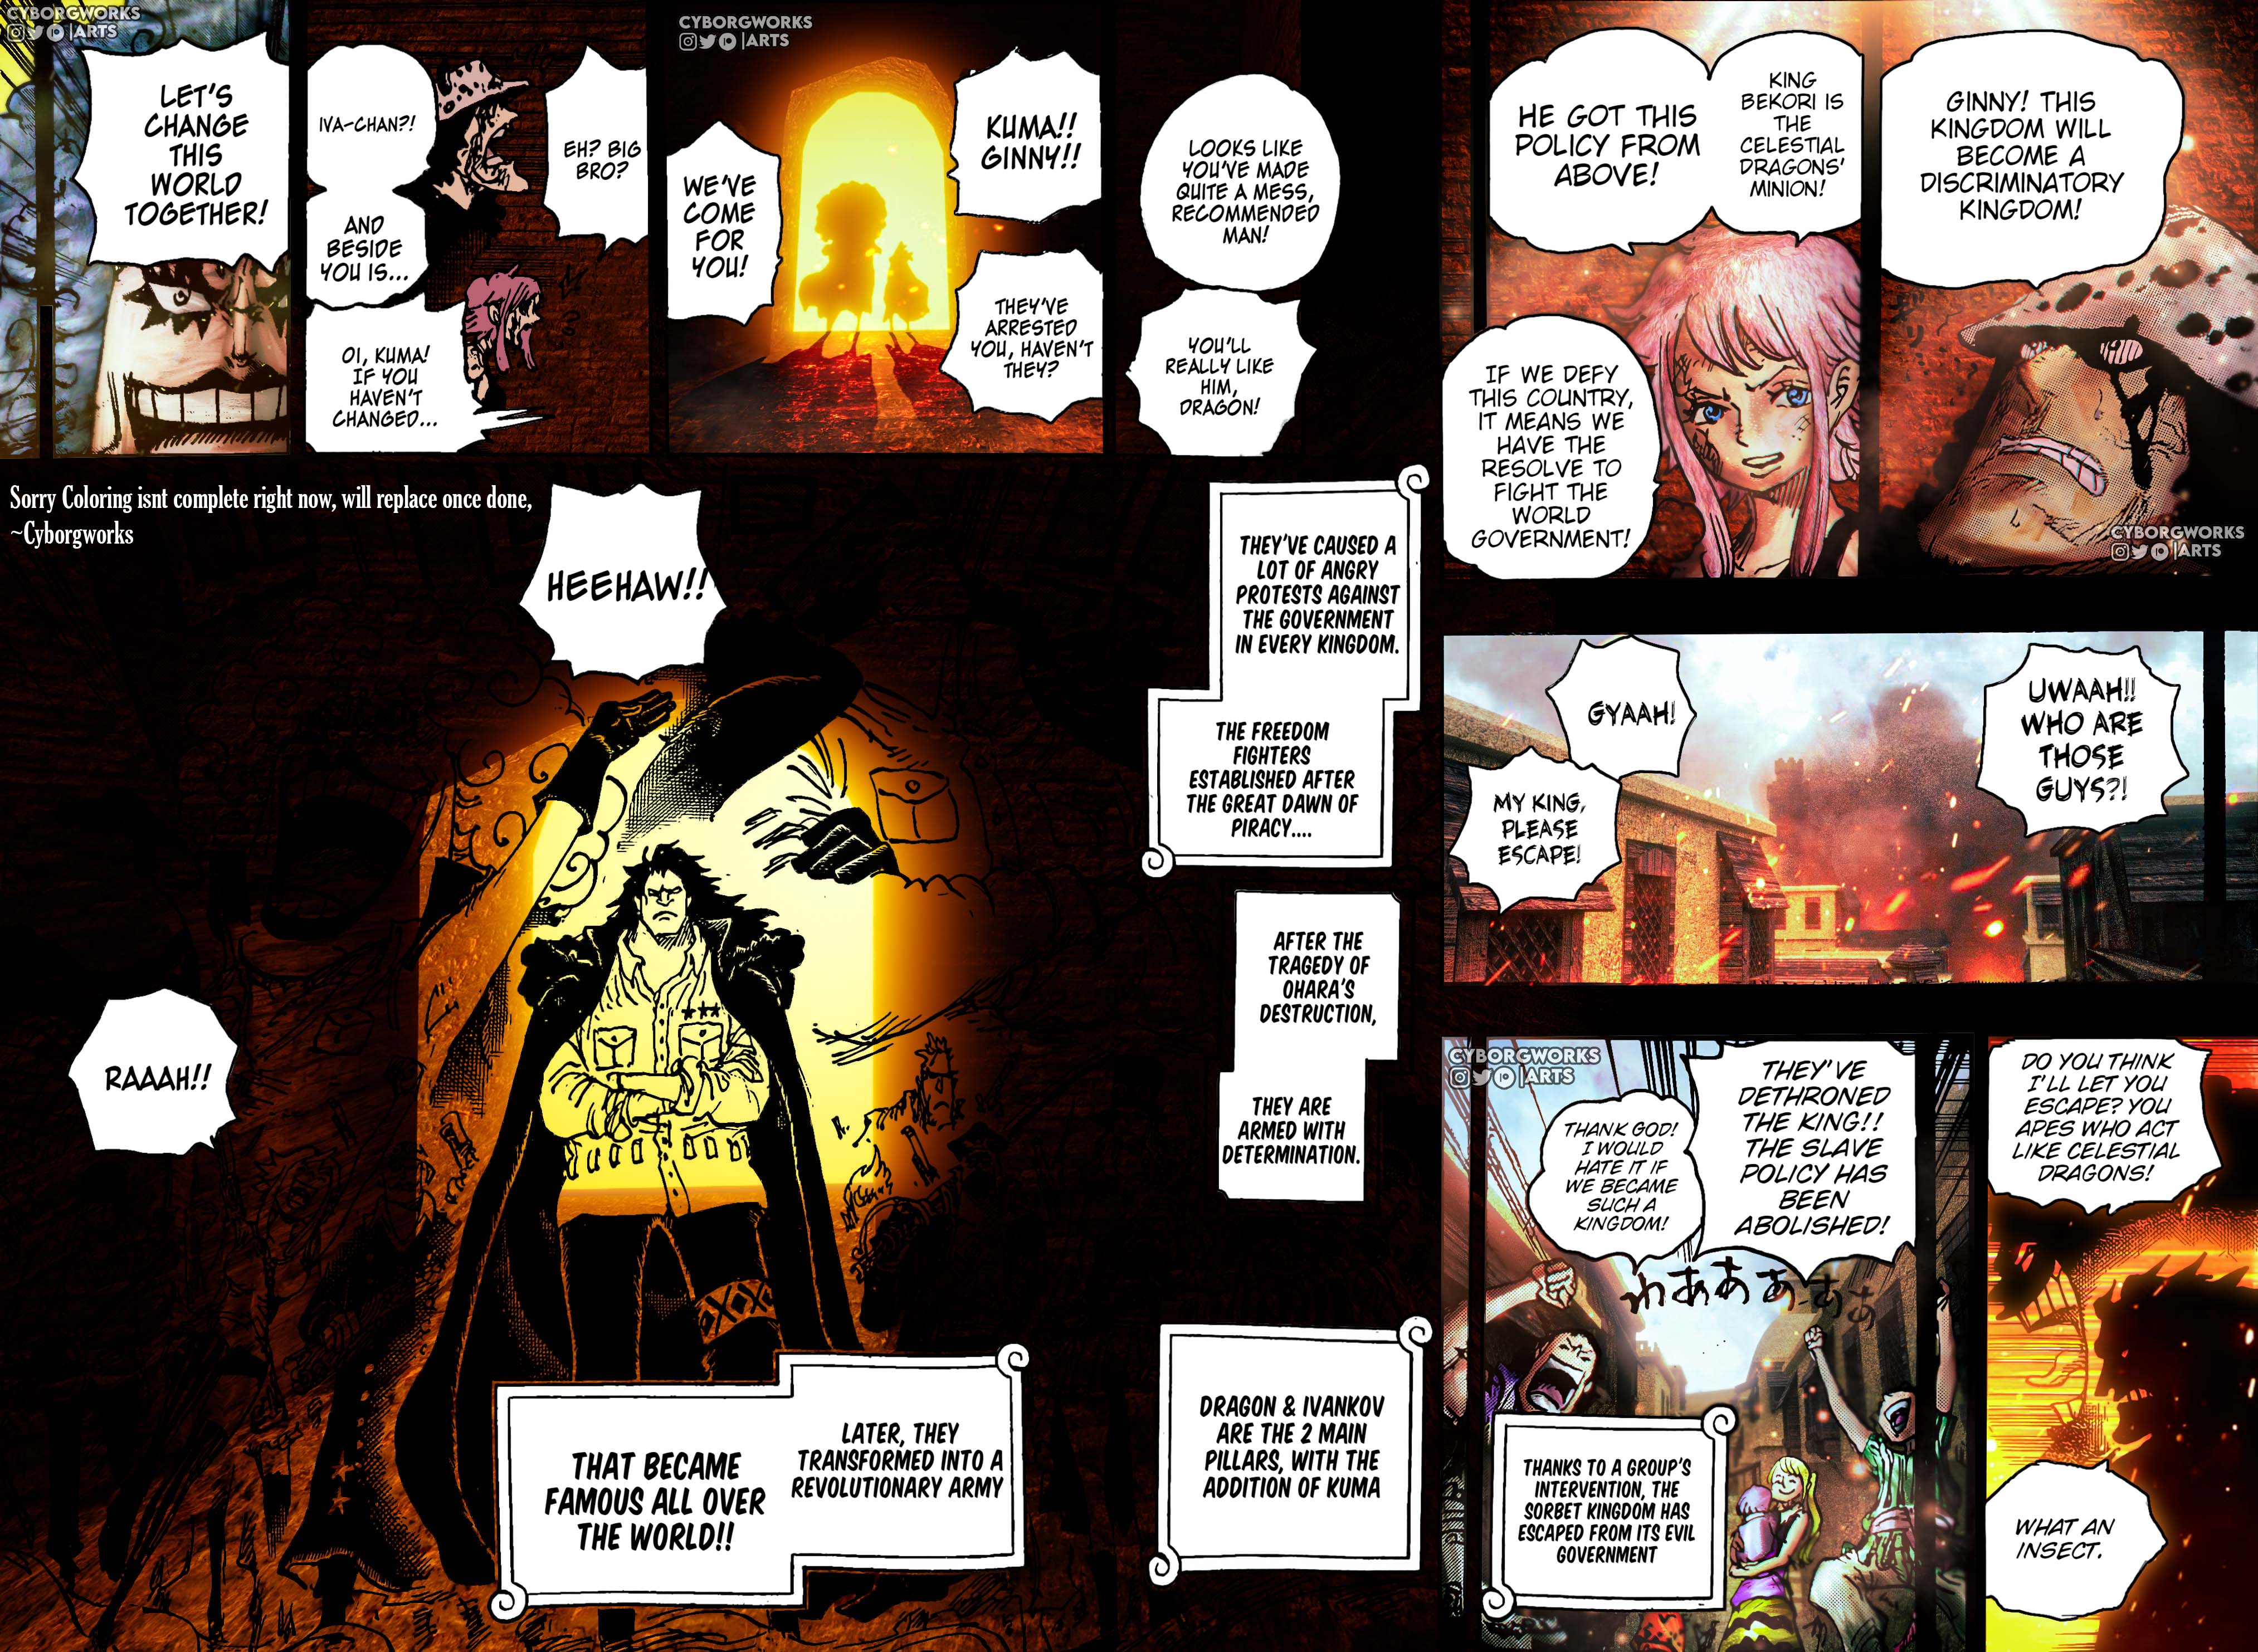 GINNY! THIS
KINGDOM WILL
BECOME A
DISCRIMINATORY
KINGDOM!
KING
BEKORI IS
THE
CELESTIAL
DRAGONS'
MINION!
HE GOT THIS
POLICY FROM
ABOVE!
IF WE DEFY
THIS COUNTRY,
IT MEANS WE
HAVE THE
RESOLVE TO
FIGHT THE
WORLD
GOVERNMENT!
CYBORGWORKS
|ARTS
UWAAH!!
WHO ARE
THOSE
GUYS?!
GYAAH!
MY KING,
PLEASE
ESCAPE!
DO YOU THINK
I'LL LET YOU
ESCAPE? YOU
APES WHO ACT
LIKE CELESTIAL
DRAGONS!
WHAT AN
INSECT.
CYBORGWORKS
|ARTS
THEY'VE
DETHRONED
THE KING!!
THE SLAVE
POLICY HAS
BEEN
ABOLISHED!
THANK GOD!
I WOULD
HATE IT IF
WE BECAME
SUCH A
KINGDOM!
わあああああ
THANKS TO A GROUP'S
INTERVENTION, THE
SORBET KINGDOM HAS
ESCAPED FROM ITS EVIL
GOVERNMENT
LOOKS LIKE
YOU'VE MADE
QUITE A MESS,
RECOMMENDED
MAN!
YOU'LL
REALLY LIKE
HIM,
DRAGON!
CYBORGWORKS
|ARTS
KUMA!!
GINNY!!
THEY'VE
ARRESTED
YOU, HAVEN'T
THEY?
WE'VE
COME
FOR
YOU!
EH? BIG
BRO?
IVA-CHAN?!
AND
BESIDE
YOU IS...
OI, KUMA!
IF YOU
HAVEN'T
CHANGED...
CYBORGWORKS
|ARTS
LET'S
CHANGE
THIS
WORLD
TOGETHER!
Sorry Coloring isnt complete right now, will replace once done,
~Cyborgworks
THEY'VE CAUSED A
LOT OF ANGRY
PROTESTS AGAINST
THE GOVERNMENT
IN EVERY KINGDOM.
THE FREEDOM
FIGHTERS
ESTABLISHED AFTER
THE GREAT DAWN OF
PIRACY....
AFTER THE
TRAGEDY OF
OHARA'S
DESTRUCTION,
THEY ARE
ARMED WITH
DETERMINATION.
HEEHAW!!
RAAAH!!
DRAGON & IVANKOV
ARE THE 2 MAIN
PILLARS, WITH THE
ADDITION OF KUMA
LATER, THEY
TRANSFORMED INTO A
REVOLUTIONARY ARMY
THAT BECAME
FAMOUS ALL OVER
THE WORLD!!